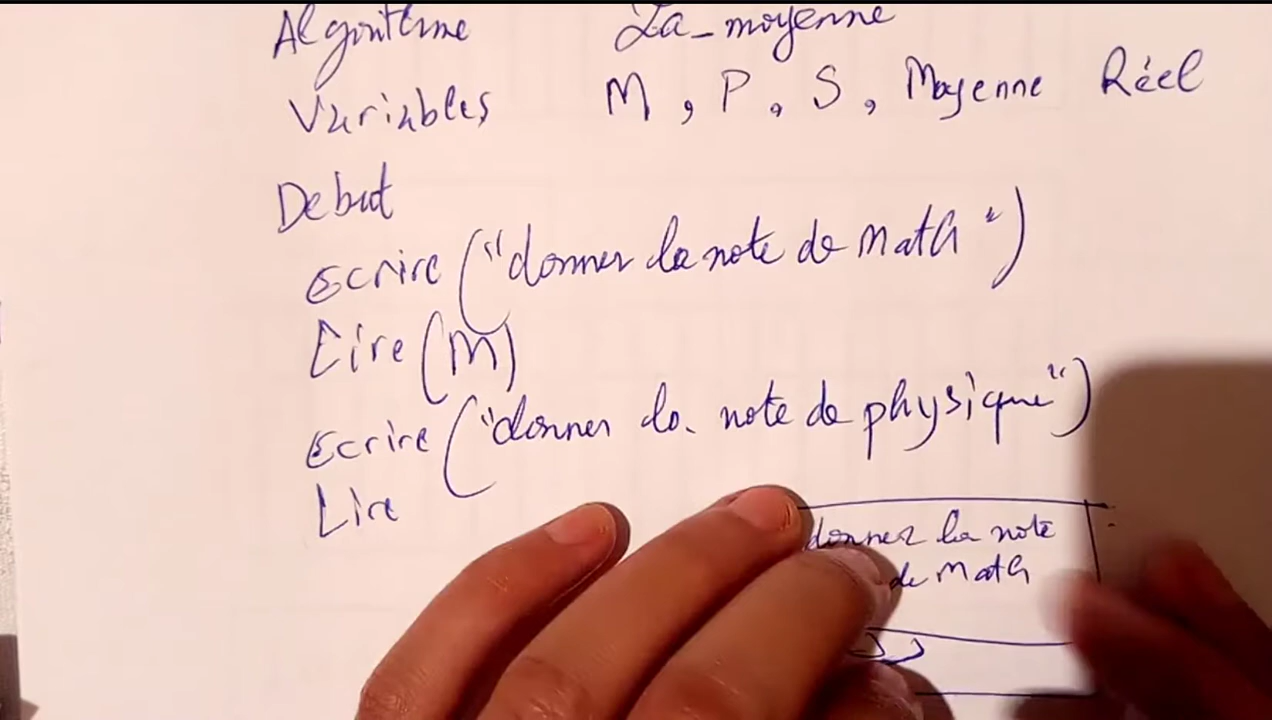 Algorithme La_moyenne
Variables M, P, S, Moyenne Réel
Debut
Ecrire ("donner la note de math")
Lire (M)
Ecrire ("donner la note de physique")
Lire
donner la note
de math